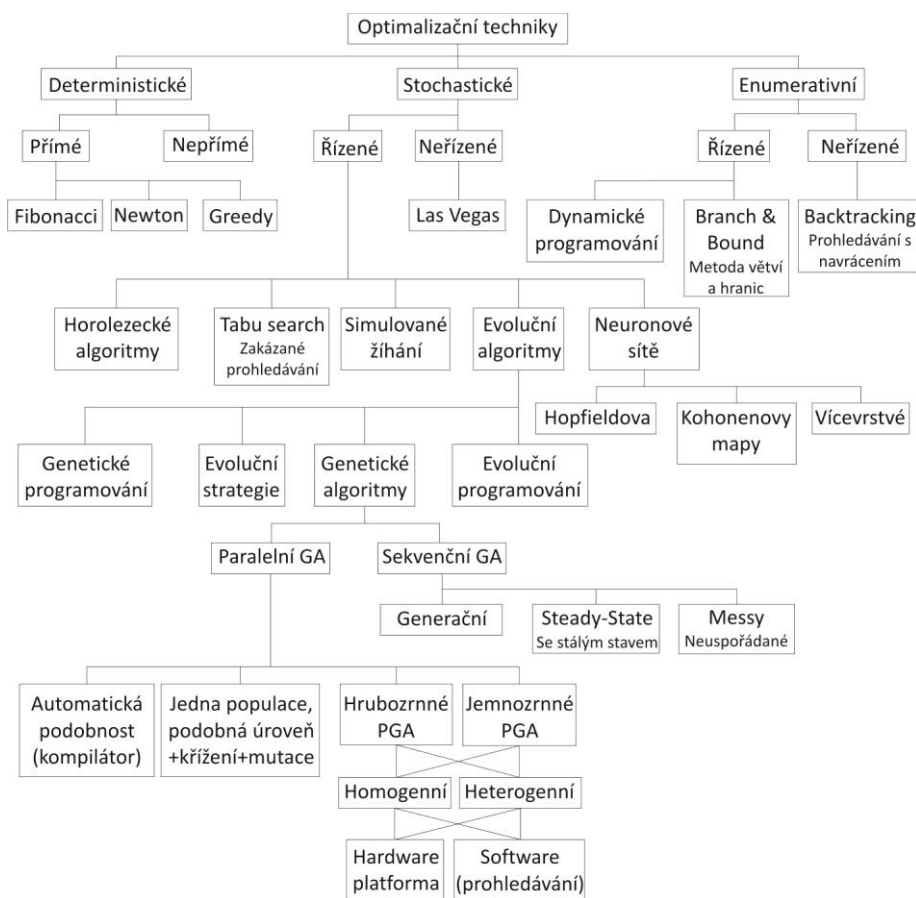 Optimalizační techniky
Deterministické
Stochastické
Enumerativní
Přímé
Nepřímé
Řízené
Neřízené
Řízené
Neřízené
Fibonacci
Newton
Greedy
Las Vegas
Dynamické
programování
Branch &
Bound
Metoda větví
a hranic
Backtracking
Prohledávání s
navrácením
Horolezecké
algoritmy
Tabu search
Zakázané
prohledávání
Simulované
žíhání
Evoluční
algoritmy
Neuronové
sítě
Hopfieldova
Kohonenovy
mapy
Vícevrstvé
Genetické
programování
Evoluční
strategie
Genetické
algoritmy
Evoluční
programování
Paralelní GA
Sekvenční GA
Generační
Steady-State
Se stálým stavem
Messy
Neuspořádané
Automatická
podobnost
(kompilátor)
Jedna populace,
podobná úroveň
+křížení+mutace
Hrubozrnné
PGA
Jemnozrnné
PGA
Homogenní
Heterogenní
Hardware
platforma
Software
(prohledávání)